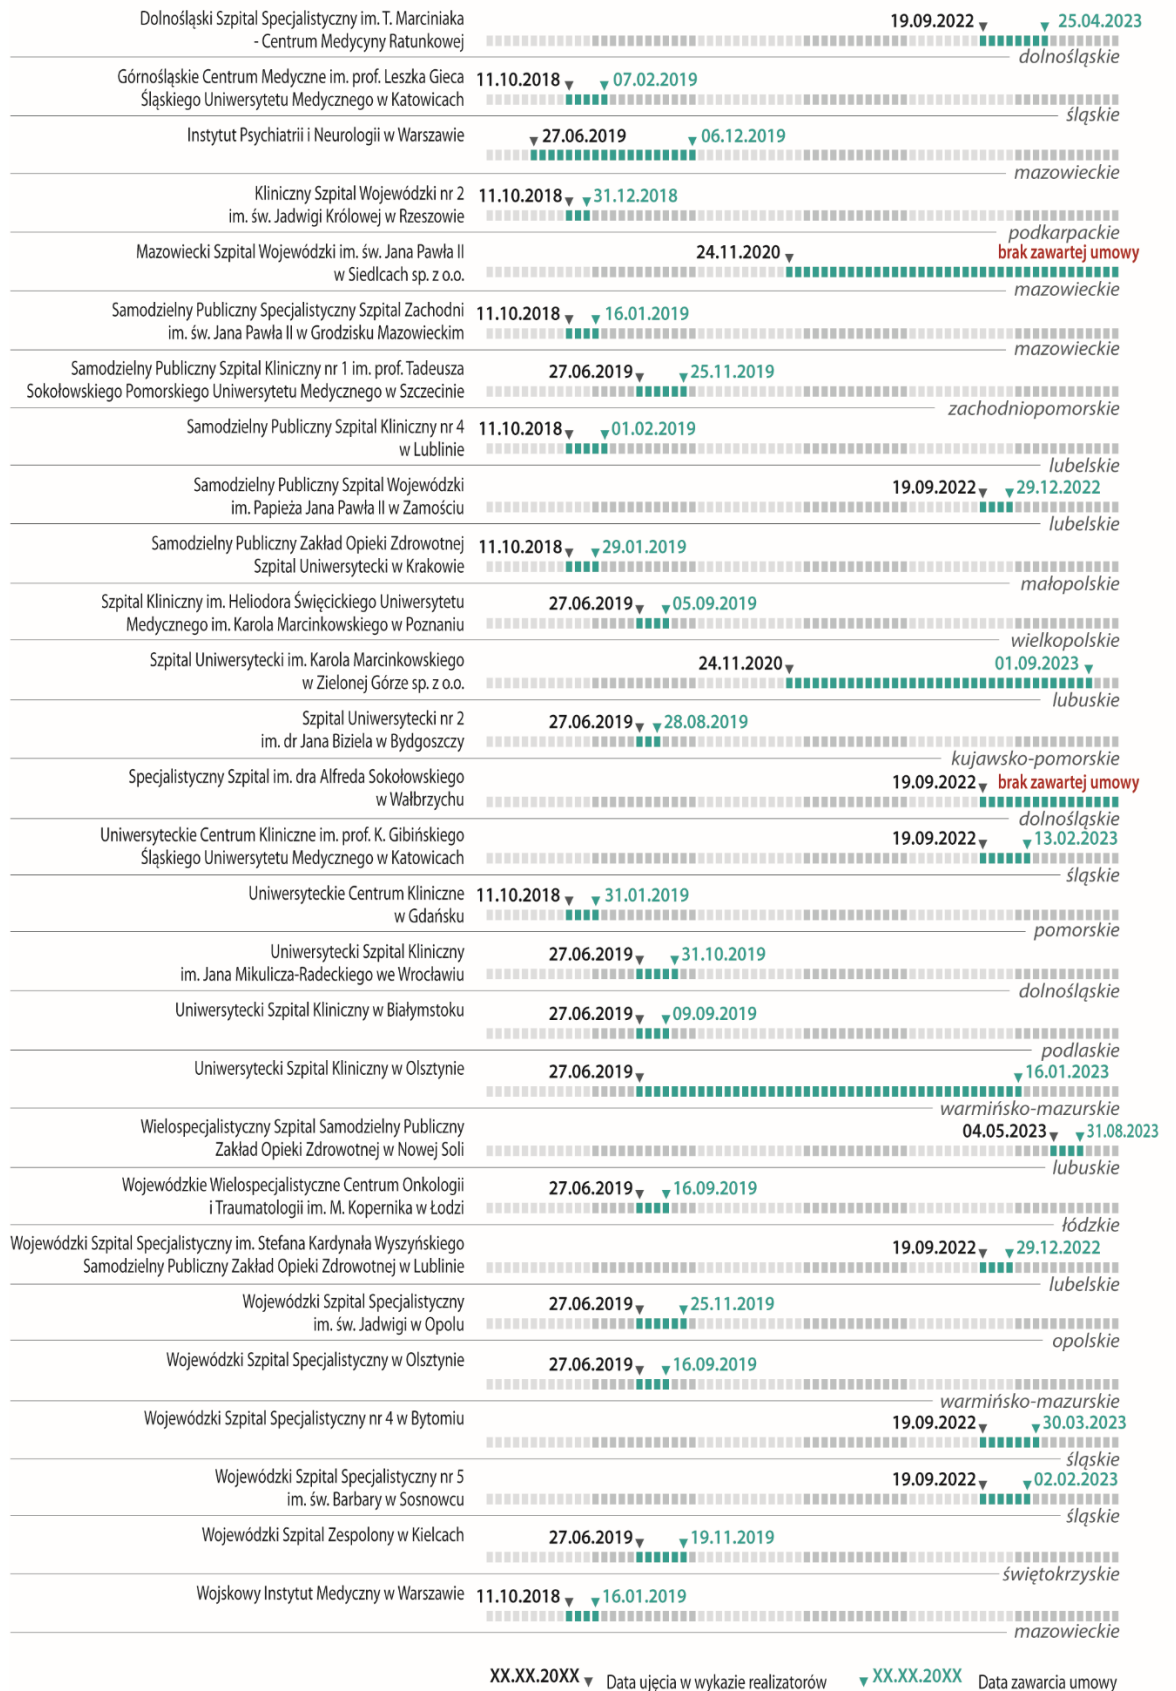 Dolnośląski Szpital Specjalistyczny im. T. Marciniaka
- Centrum Medycyny Ratunkowej
19.09.2022 25.04.2023
dolnośląskie
Górnośląskie Centrum Medyczne im. prof. Leszka Gieca
Śląskiego Uniwersytetu Medycznego w Katowicach
11.10.2018 07.02.2019
śląskie
Instytut Psychiatrii i Neurologii w Warszawie
27.06.2019 06.12.2019
mazowieckie
Kliniczny Szpital Wojewódzki nr 2
im. św. Jadwigi Królowej w Rzeszowie
11.10.2018 31.12.2018
podkarpackie
Mazowiecki Szpital Wojewódzki im. św. Jana Pawła II
w Siedlcach sp. z o.o.
24.11.2020 brak zawartej umowy
mazowieckie
Samodzielny Publiczny Specjalistyczny Szpital Zachodni
im. św. Jana Pawła II w Grodzisku Mazowieckim
11.10.2018 16.01.2019
mazowieckie
Samodzielny Publiczny Szpital Kliniczny nr 1 im. prof. Tadeusza
Sokołowskiego Pomorskiego Uniwersytetu Medycznego w Szczecinie
27.06.2019 25.11.2019
zachodniopomorskie
Samodzielny Publiczny Szpital Kliniczny nr 4
w Lublinie
11.10.2018 01.02.2019
lubelskie
Samodzielny Publiczny Szpital Wojewódzki
im. Papieża Jana Pawła II w Zamościu
19.09.2022 29.12.2022
lubelskie
Samodzielny Publiczny Zakład Opieki Zdrowotnej
Szpital Uniwersytecki w Krakowie
11.10.2018 29.01.2019
małopolskie
Szpital Kliniczny im. Heliodora Święcickiego Uniwersytetu
Medycznego im. Karola Marcinkowskiego w Poznaniu
27.06.2019 05.09.2019
wielkopolskie
Szpital Uniwersytecki im. Karola Marcinkowskiego
w Zielonej Górze sp. z o.o.
24.11.2020 01.09.2023
lubuskie
Szpital Uniwersytecki nr 2
im. dr Jana Biziela w Bydgoszczy
27.06.2019 28.08.2019
kujawsko-pomorskie
Specjalistyczny Szpital im. dra Alfreda Sokołowskiego
w Wałbrzychu
19.09.2022 brak zawartej umowy
dolnośląskie
Uniwersyteckie Centrum Kliniczne im. prof. K. Gibińskiego
Śląskiego Uniwersytetu Medycznego w Katowicach
19.09.2022 13.02.2023
śląskie
Uniwersyteckie Centrum Kliniczne
w Gdańsku
11.10.2018 31.01.2019
pomorskie
Uniwersytecki Szpital Kliniczny
im. Jana Mikulicza-Radeckiego we Wrocławiu
27.06.2019 31.10.2019
dolnośląskie
Uniwersytecki Szpital Kliniczny w Białymstoku
27.06.2019 09.09.2019
podlaskie
Uniwersytecki Szpital Kliniczny w Olsztynie
27.06.2019 16.01.2023
warmińsko-mazurskie
Wielospecjalistyczny Szpital Samodzielny Publiczny
Zakład Opieki Zdrowotnej w Nowej Soli
04.05.2023 31.08.2023
lubuskie
Wojewódzkie Wielospecjalistyczne Centrum Onkologii
i Traumatologii im. M. Kopernika w Łodzi
27.06.2019 16.09.2019
łódzkie
Wojewódzki Szpital Specjalistyczny im. Stefana Kardynała Wyszyńskiego
Samodzielny Publiczny Zakład Opieki Zdrowotnej w Lublinie
19.09.2022 29.12.2022
lubelskie
Wojewódzki Szpital Specjalistyczny
im. św. Jadwigi w Opolu
27.06.2019 25.11.2019
opolskie
Wojewódzki Szpital Specjalistyczny w Olsztynie
27.06.2019 16.09.2019
warmińsko-mazurskie
Wojewódzki Szpital Specjalistyczny nr 4 w Bytomiu
19.09.2022 30.03.2023
śląskie
Wojewódzki Szpital Specjalistyczny nr 5
im. św. Barbary w Sosnowcu
19.09.2022 02.02.2023
śląskie
Wojewódzki Szpital Zespolony w Kielcach
27.06.2019 19.11.2019
świętokrzyskie
Wojskowy Instytut Medyczny w Warszawie
11.10.2018 16.01.2019
mazowieckie
XX.XX.20XX Data ujęcia w wykazie realizatorów XX.XX.20XX Data zawarcia umowy